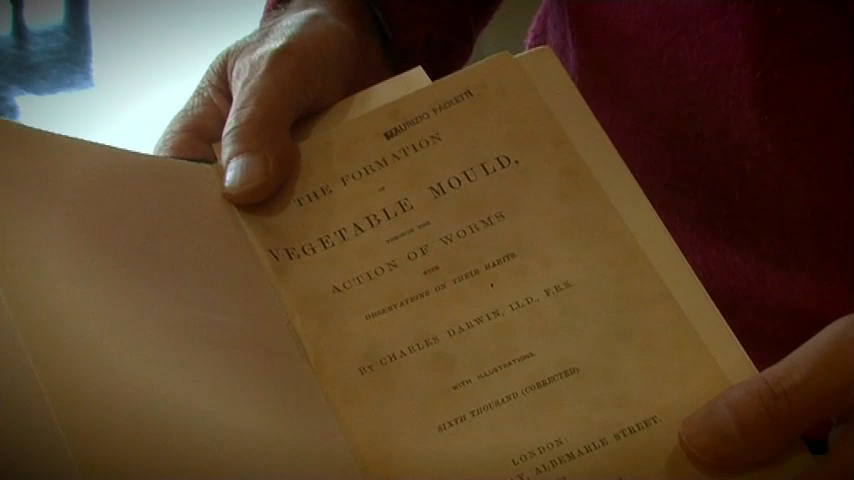 MAURIZIO PAOLETTI
THE FORMATION
OF
VEGETABLE MOULD,
THROUGH THE
ACTION OF WORMS
WITH
OBSERVATIONS ON THEIR HABITS.
BY CHARLES DARWIN, LL.D., F.R.S.
WITH ILLUSTRATIONS.
SIXTH THOUSAND (CORRECTED).
LONDON:
ALBEMARLE STREET.